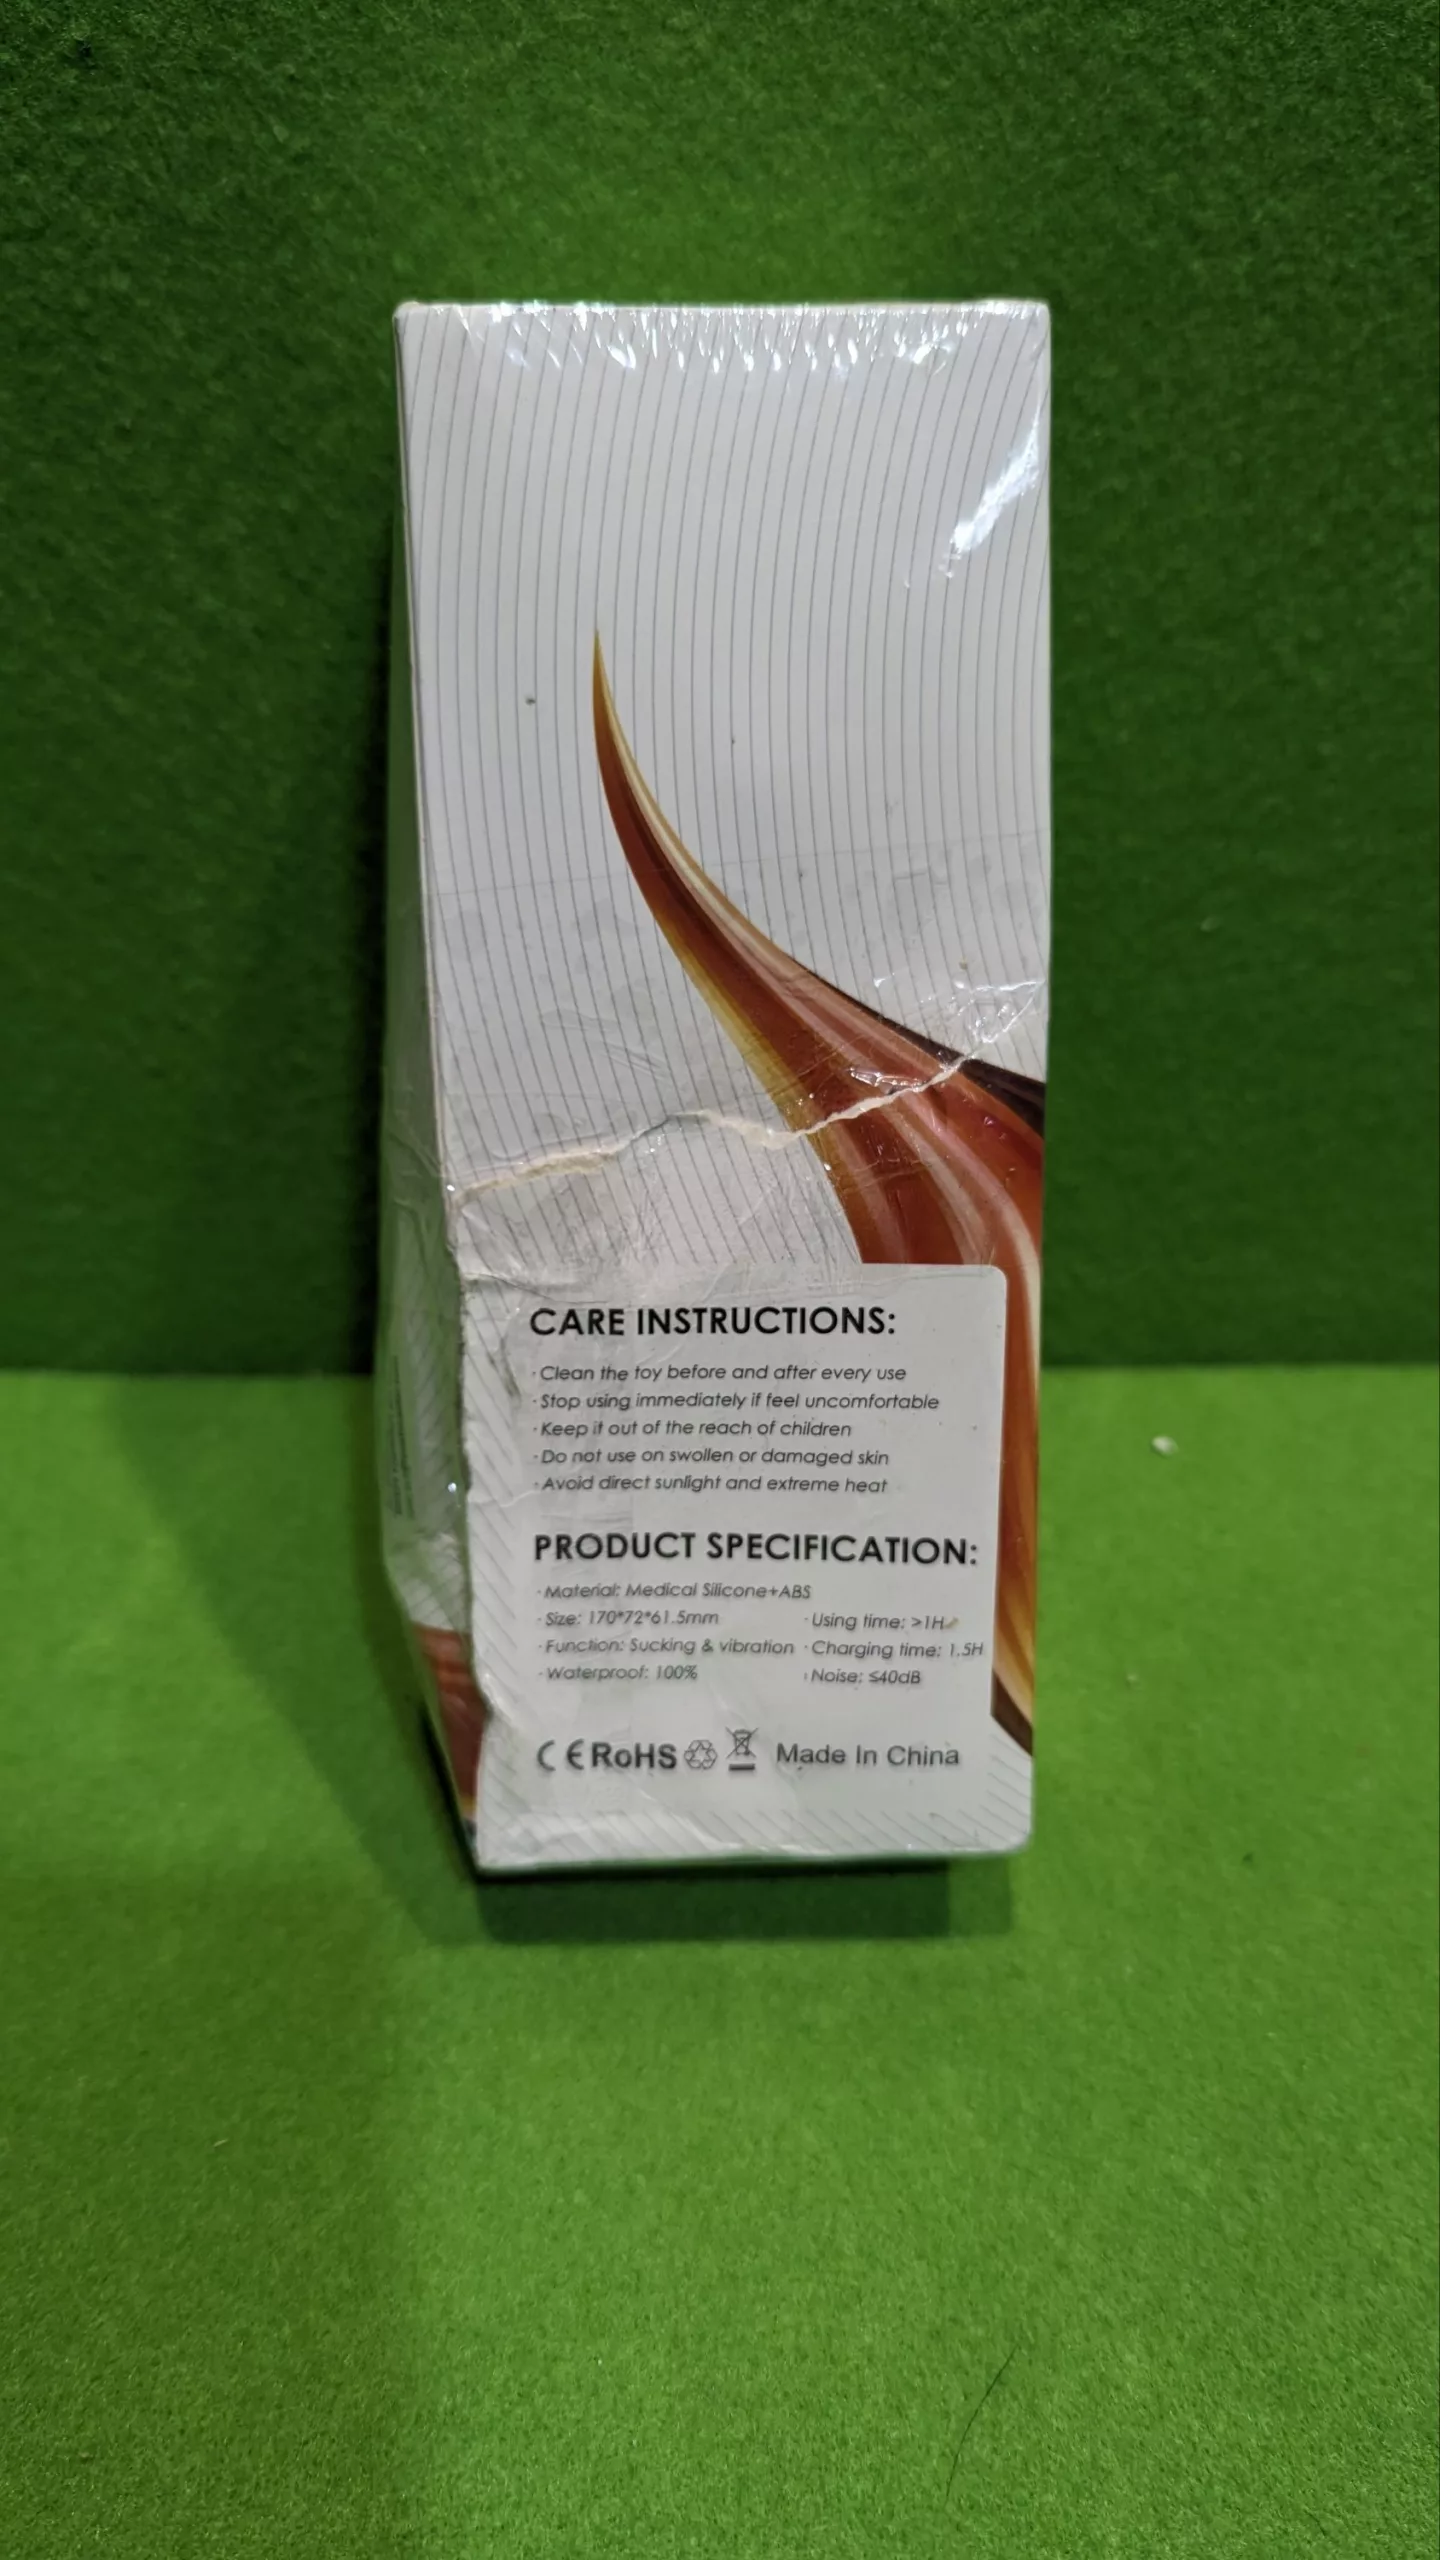 CARE INSTRUCTIONS:
· Clean the toy before and after every use
· Stop using immediately if feel uncomfortable
· Keep it out of the reach of children
· Do not use on swollen or damaged skin
· Avoid direct sunlight and extreme heat
PRODUCT SPECIFICATION:
· Material: Medical Silicone+ABS
· Size: 170*72*61.5mm · Using time: >1H
· Function: Sucking & vibration · Charging time: 1.5H
· Waterproof: 100% · Noise: ≤40dB
CE RoHS Made In China